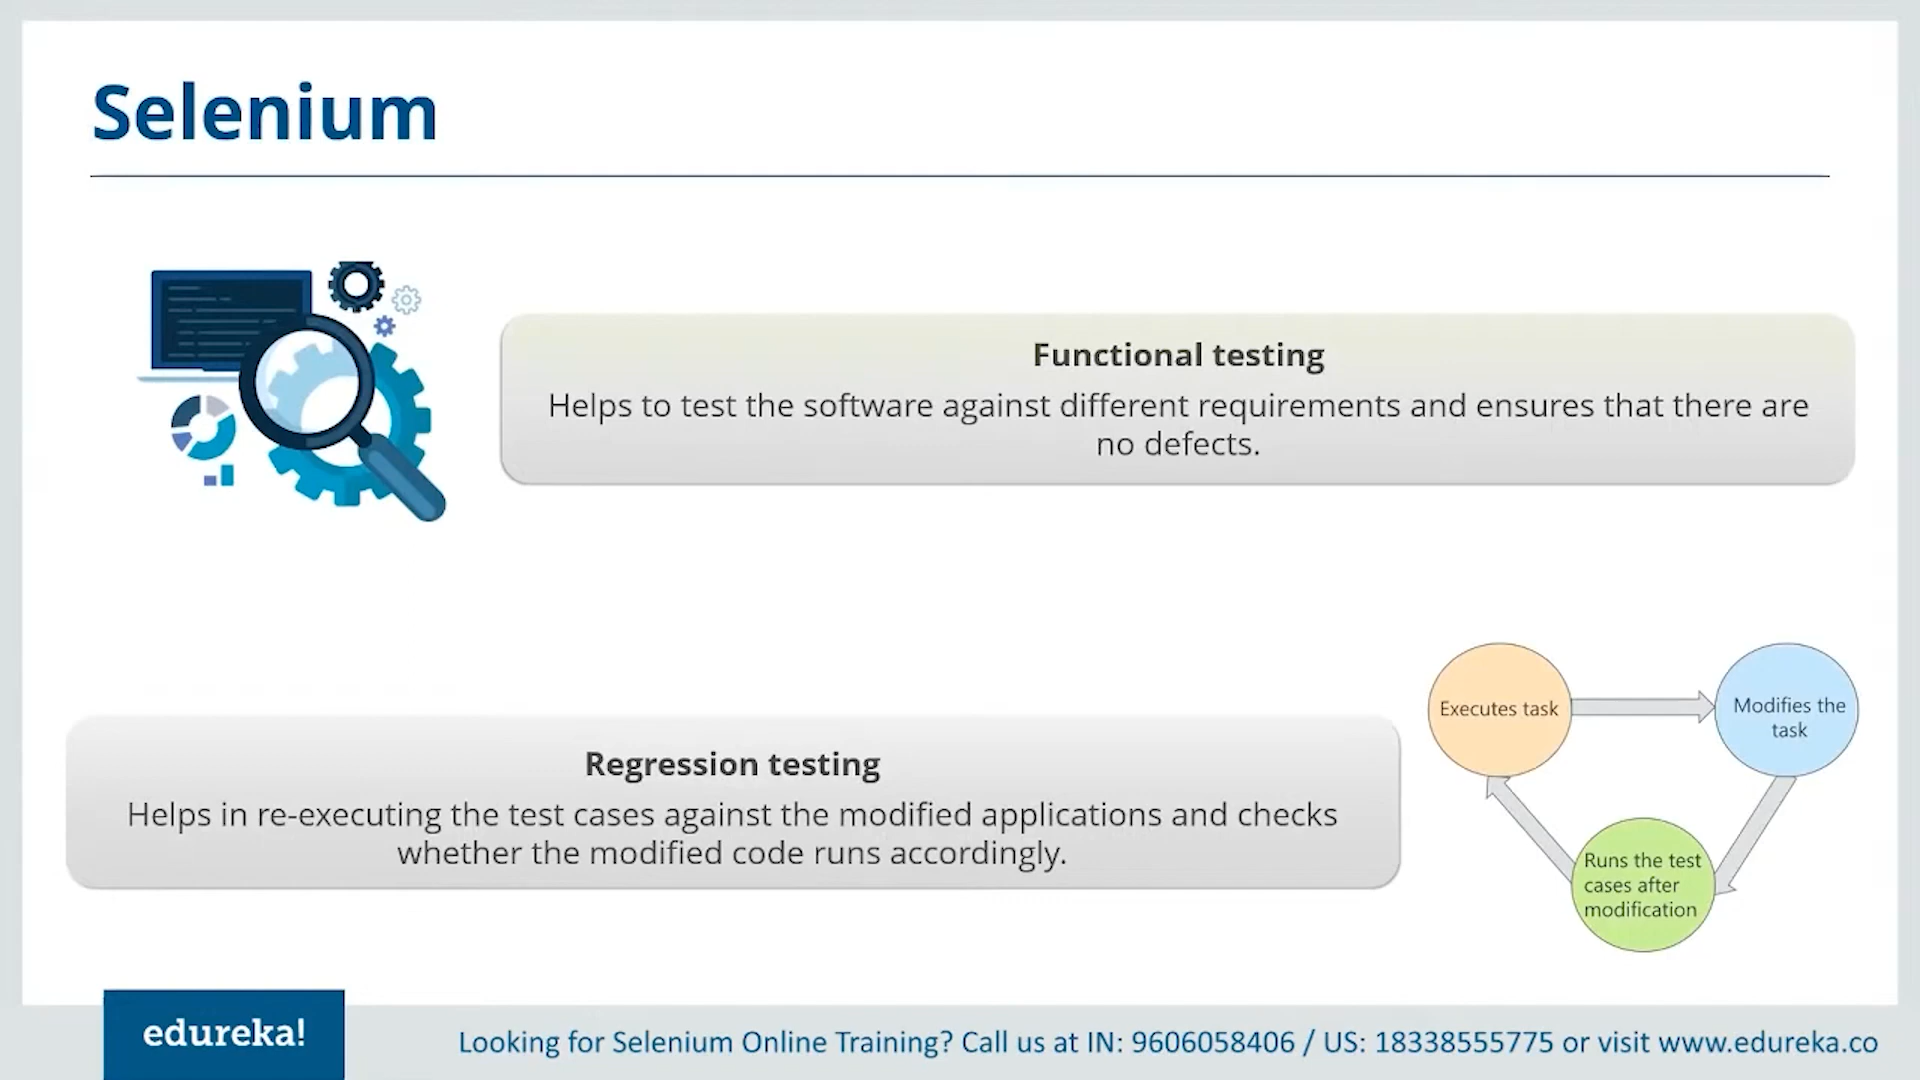 Selenium
Functional testing
Helps to test the software against different requirements and ensures that there are
no defects.
Executes task
Modifies the
task
Regression testing
Helps in re-executing the test cases against the modified applications and checks
whether the modified code runs accordingly.
Runs the test
cases after
modification
edureka!
Looking for Selenium Online Training? Call us at IN: 9606058406 / US: 18338555775 or visit www.edureka.co